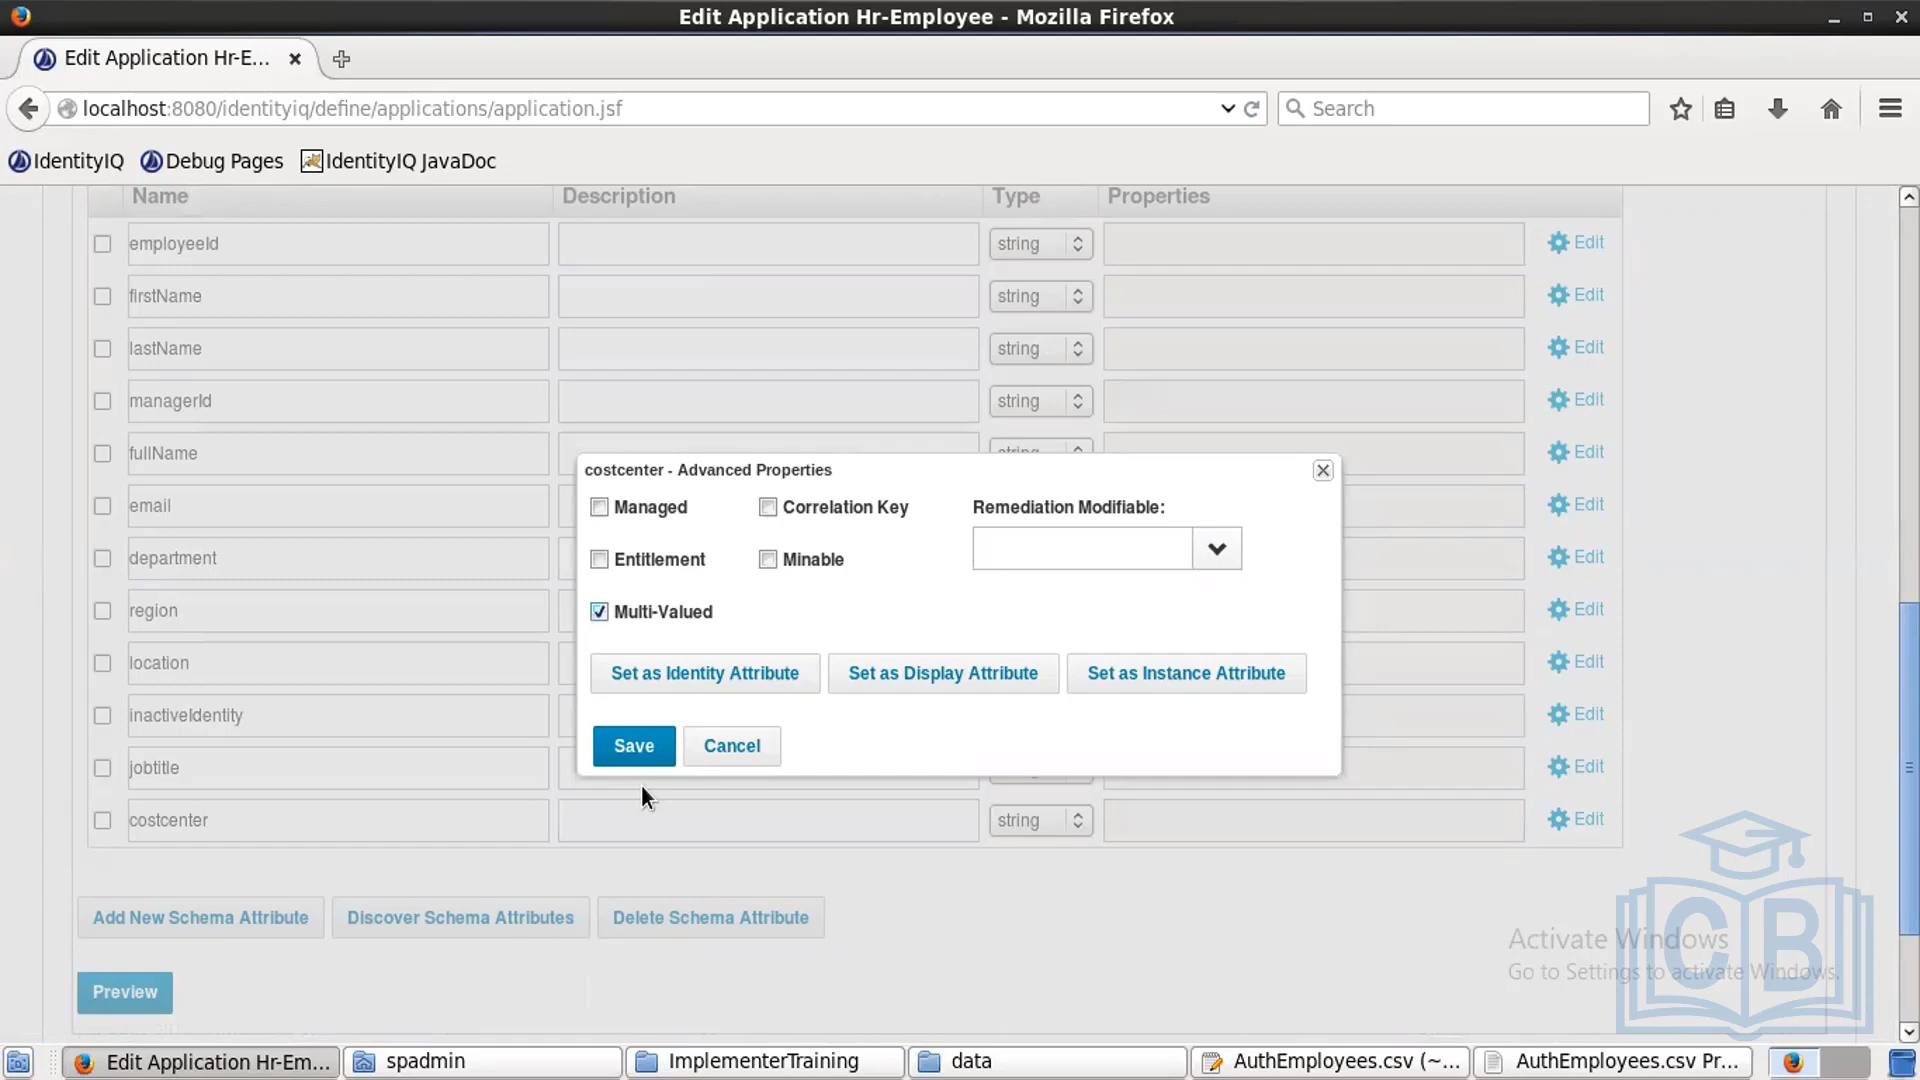 Edit Application Hr-Employee - Mozilla Firefox
Edit Application Hr-E...
localhost:8080/identityiq/define/applications/application.jsf
Search
IdentityIQ Debug Pages IdentityIQ JavaDoc
Name Description Type Properties
employeeId string Edit
firstName string Edit
lastName string Edit
managerId string Edit
fullName
email Edit
department Edit
region Edit
location Edit
inactiveIdentity Edit
jobtitle Edit
costcenter string Edit
costcenter - Advanced Properties
Managed Correlation Key Remediation Modifiable:
Entitlement Minable
Multi-Valued
Set as Identity Attribute Set as Display Attribute Set as Instance Attribute
Save Cancel
Add New Schema Attribute Discover Schema Attributes Delete Schema Attribute
Preview
Activate Windows
Go to Settings to activate Windows.
CB
Edit Application Hr-Em... spadmin ImplementerTraining data AuthEmployees.csv (~... AuthEmployees.csv Pr...